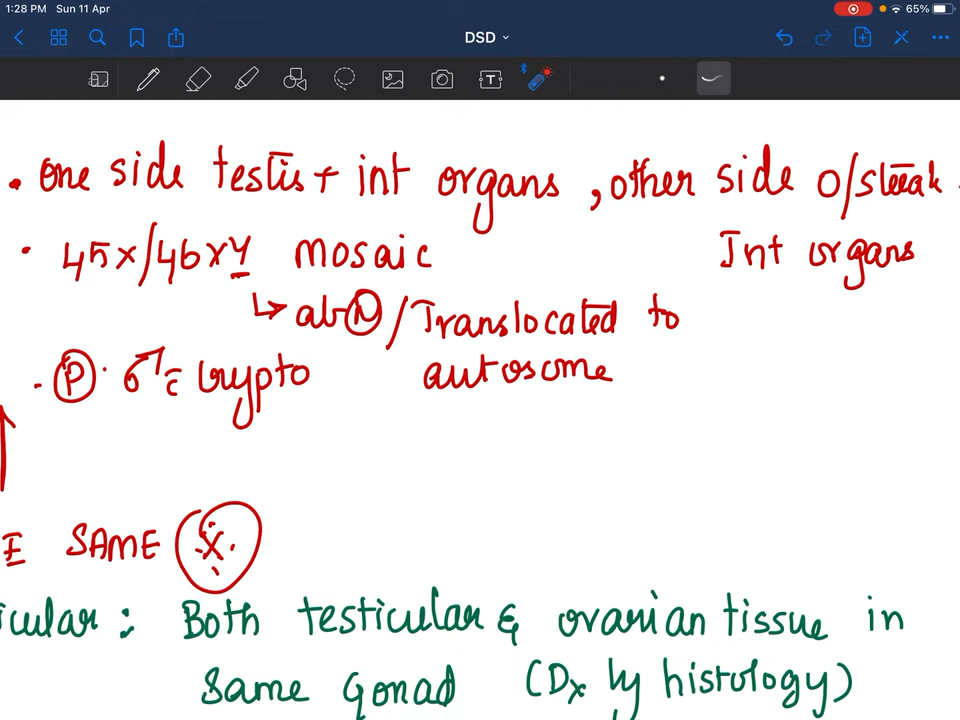 1:28 PM Sun 11 Apr 65%
DSD
T
• One side testis + int organs, other side O/streak
• 45X/46XY mosaic Int organs
↳ abN / Translocated to
• P. ♂ c̄ crypto autosome
SAME X
icular: Both testicular & ovarian tissue in
same gonad (Dx by histology)